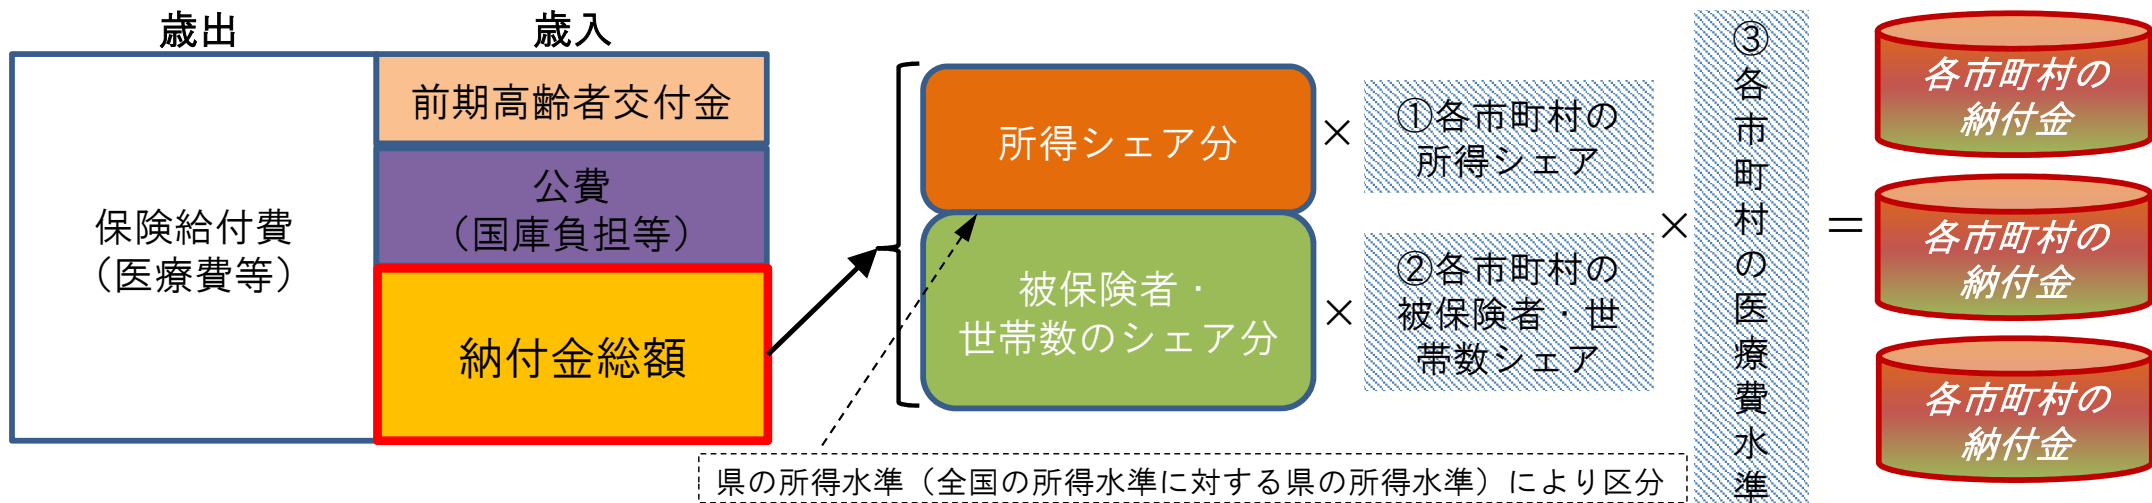 歳出
歳入
保険給付費
（医療費等）
前期高齢者交付金
公費
（国庫負担等）
納付金総額
所得シェア分
被保険者・
世帯数のシェア分
×
①各市町村の
所得シェア
×
②各市町村の
被保険者・世
帯数シェア
×
③各市町村の医療費水準
＝
各市町村の
納付金
各市町村の
納付金
各市町村の
納付金
県の所得水準（全国の所得水準に対する県の所得水準）により区分